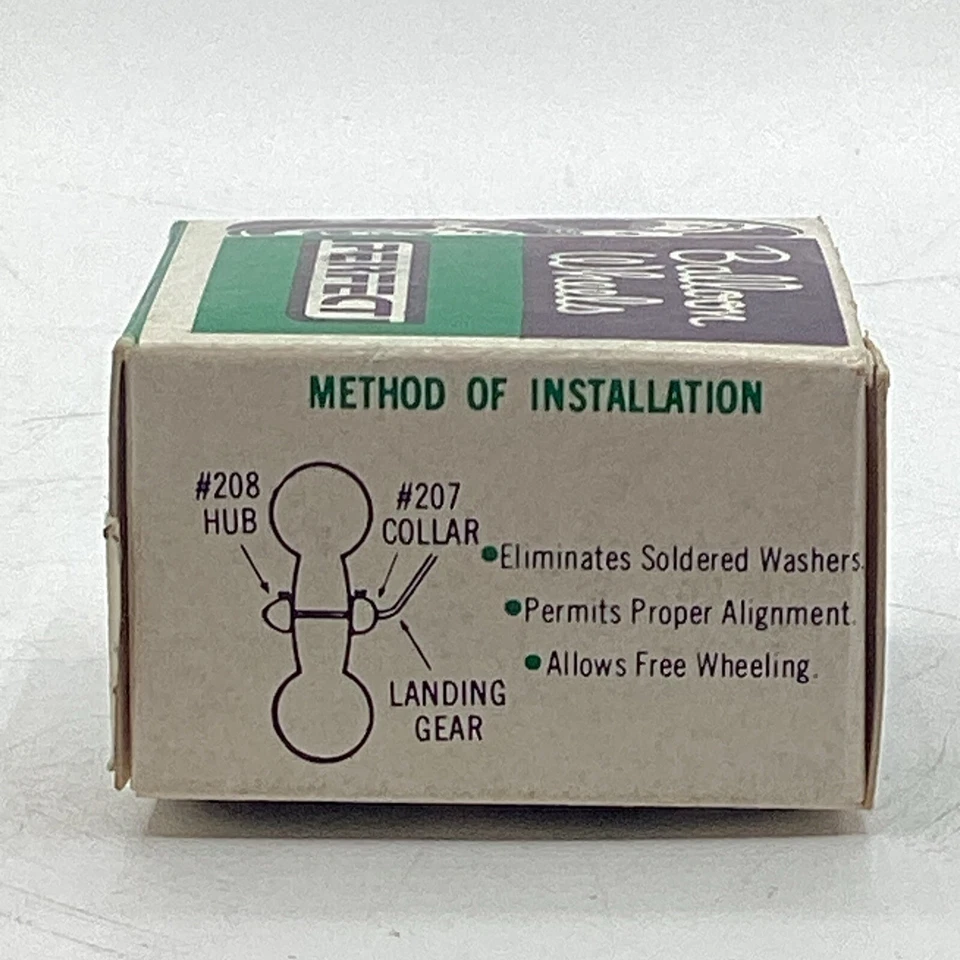 Balloon
Wheels
METHOD OF INSTALLATION
#208
HUB
#207
COLLAR
•Eliminates Soldered Washers.
•Permits Proper Alignment.
•Allows Free Wheeling.
LANDING
GEAR